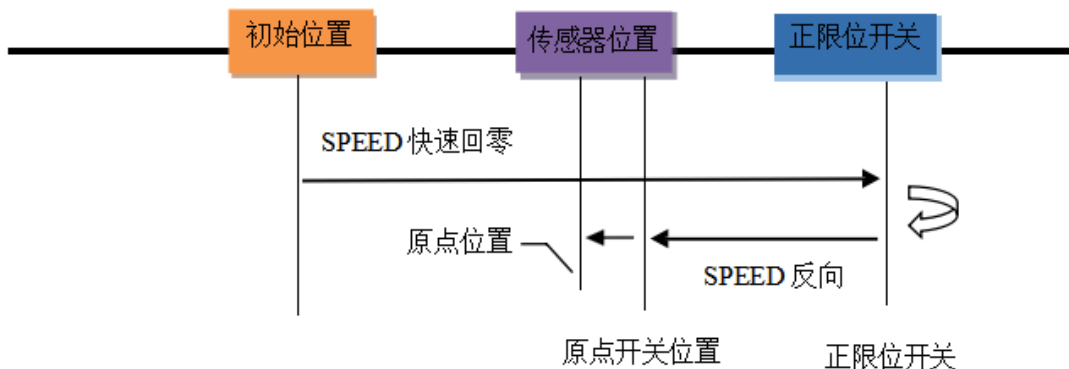 初始位置
传感器位置
正限位开关
SPEED 快速回零
原点位置
SPEED 反向
原点开关位置
正限位开关